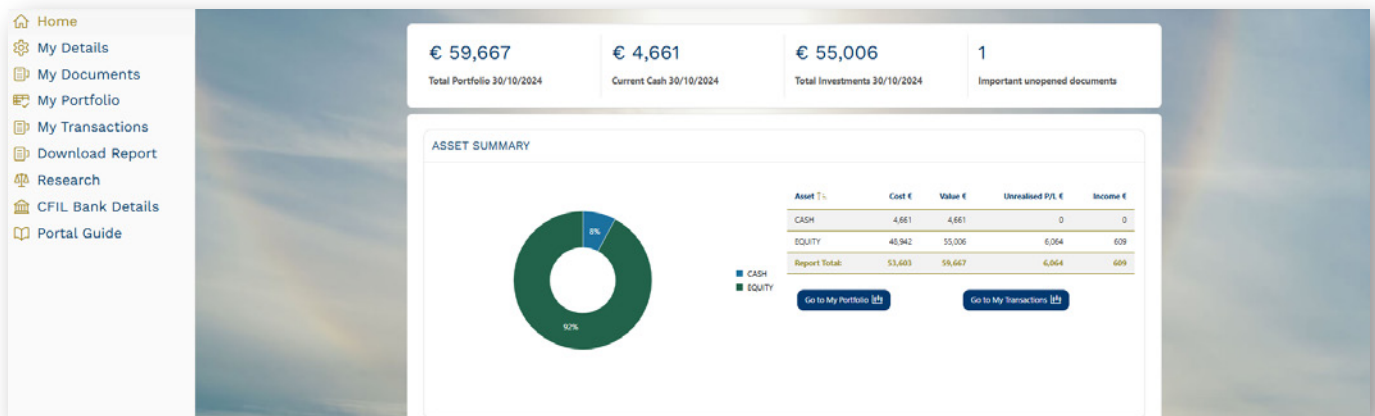 Home
My Details
My Documents
My Portfolio
My Transactions
Download Report
Research
CFIL Bank Details
Portal Guide
€ 59,667
Total Portfolio 30/10/2024
€ 4,661
Current Cash 30/10/2024
€ 55,006
Total Investments 30/10/2024
1
Important unopened documents
ASSET SUMMARY
8%
92%
CASH
EQUITY
Asset Cost € Value € Unrealised P/L € Income €
CASH 4,661 4,661 0 0
EQUITY 48,942 55,006 6,064 609
Report Total: 53,603 59,667 6,064 609
Go to My Portfolio
Go to My Transactions